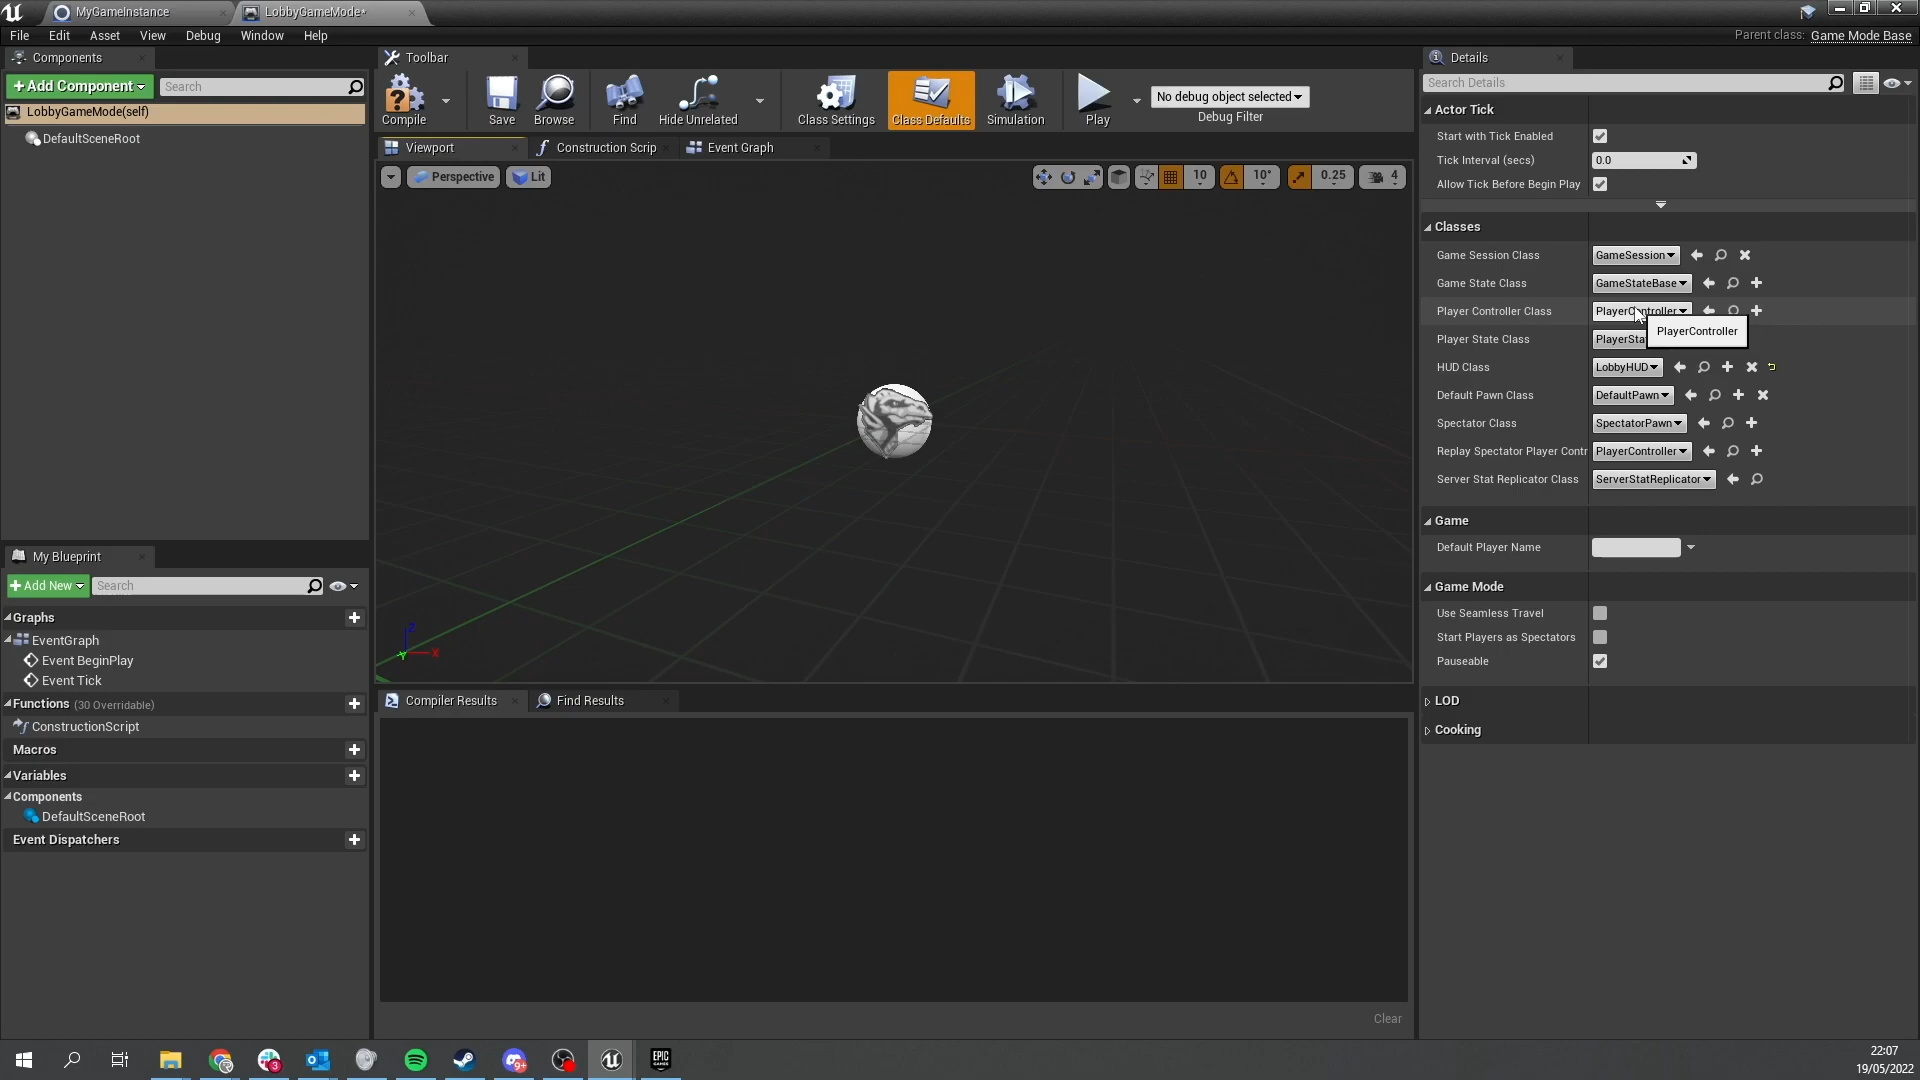 MyGameInstance
LobbyGameMode*
File Edit Asset View Debug Window Help
Parent class: Game Mode Base
Components
+Add Component
Search
LobbyGameMode(self)
DefaultSceneRoot
Toolbar
Compile
Save
Browse
Find
Hide Unrelated
Class Settings
Class Defaults
Simulation
Play
No debug object selected
Debug Filter
Viewport
Construction Scrip
Event Graph
Perspective
Lit
10
10°
0.25
4
Z
X
Y
My Blueprint
+Add New
Search
Graphs
EventGraph
Event BeginPlay
Event Tick
Functions (30 Overridable)
ConstructionScript
Macros
Variables
Components
DefaultSceneRoot
Event Dispatchers
Compiler Results
Find Results
Clear
Details
Search Details
Actor Tick
Start with Tick Enabled
Tick Interval (secs) 0.0
Allow Tick Before Begin Play
Classes
Game Session Class GameSession
Game State Class GameStateBase
Player Controller Class PlayerController
PlayerController
Player State Class PlayerSta
HUD Class LobbyHUD
Default Pawn Class DefaultPawn
Spectator Class SpectatorPawn
Replay Spectator Player Contr PlayerController
Server Stat Replicator Class ServerStatReplicator
Game
Default Player Name
Game Mode
Use Seamless Travel
Start Players as Spectators
Pauseable
LOD
Cooking
3
9+
EPIC
GAMES
22:07
19/05/2022